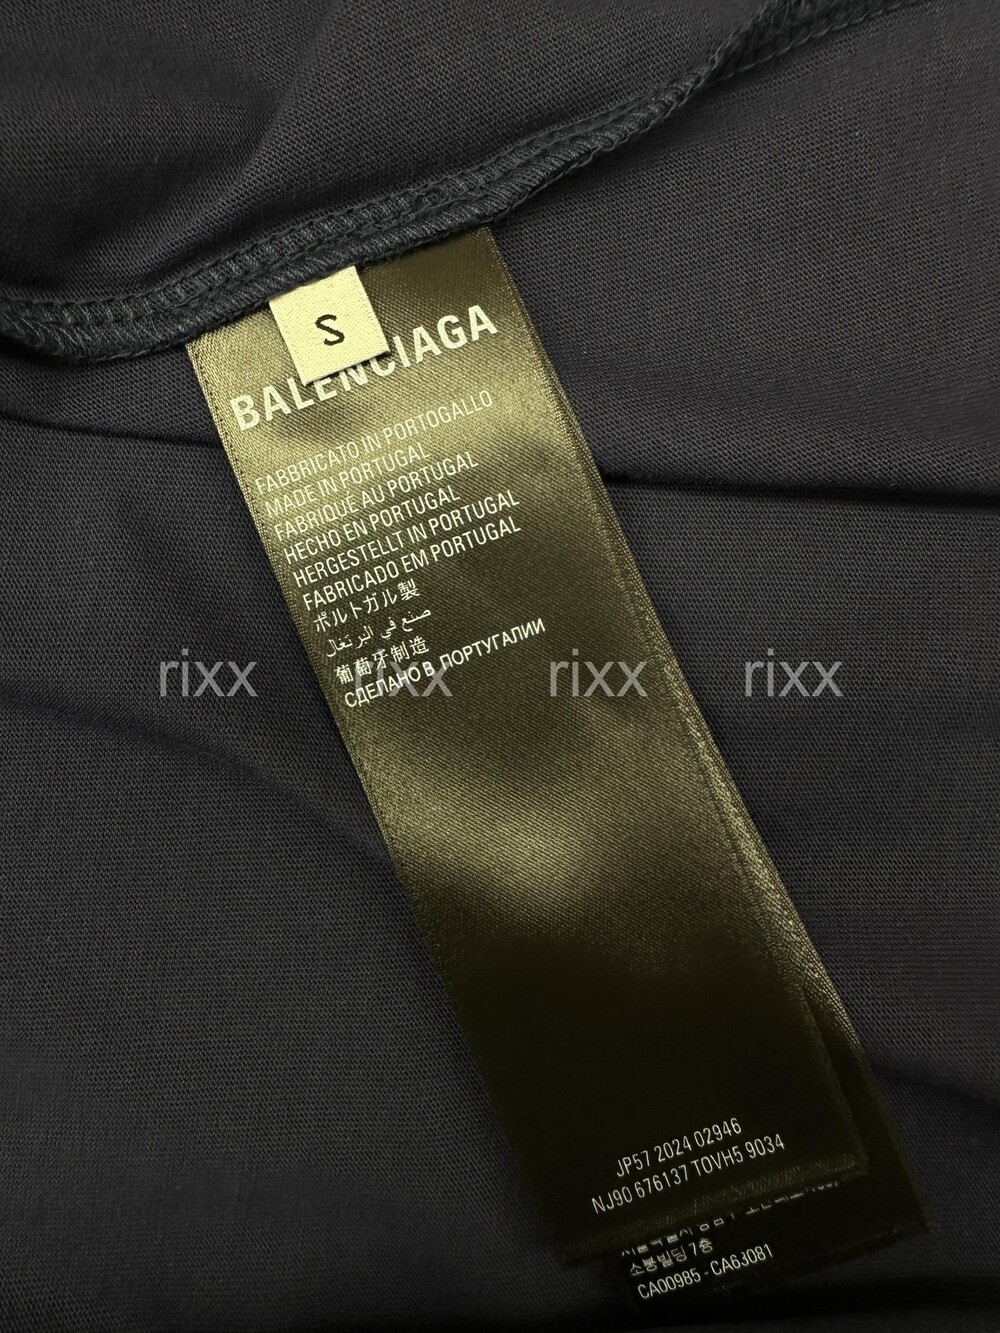 S
BALENCIAGA
FABBRICATO IN PORTOGALLO
MADE IN PORTUGAL
FABRIQUÉ AU PORTUGAL
HECHO EN PORTUGAL
HERGESTELLT IN PORTUGAL
FABRICADO EM PORTUGAL
ポルトガル製
صنع في البرتغال
葡萄牙制造
СДЕЛАНО В ПОРТУГАЛИИ
rixx rixx rixx rixx
JP57 2024 02946
NJ90 676137 TOVH5 9034
소봉빌딩 7층
CA00985 - CA63081